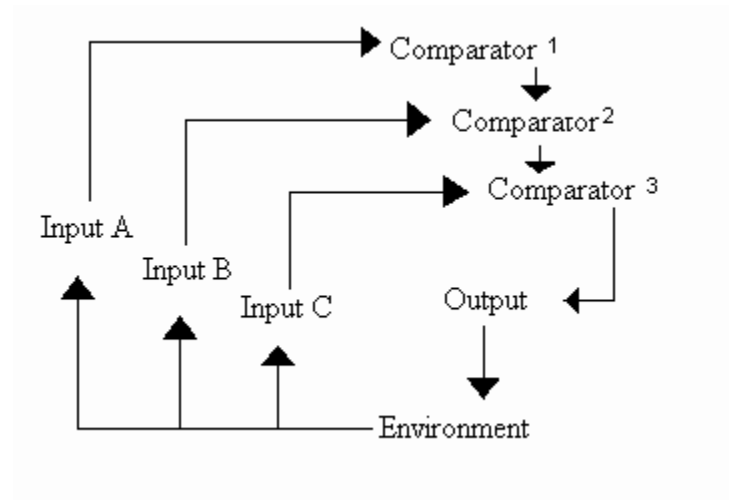 Comparator 1
Comparator 2
Comparator 3
Input A
Input B
Input C
Output
Environment